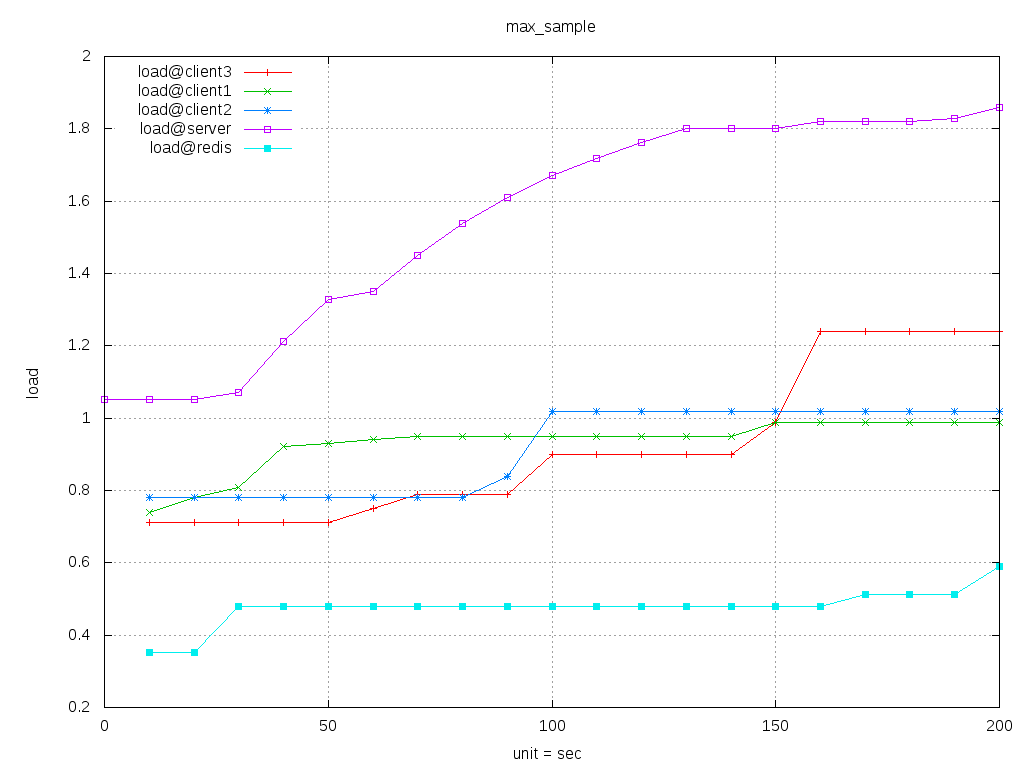 max_sample
2
load@client3
load@client1
load@client2
1.8
load@server
load@redis
1.6
1.4
1.2
load
1
0.8
0.6
0.4
0.2
0 50 100 150 200
unit = sec